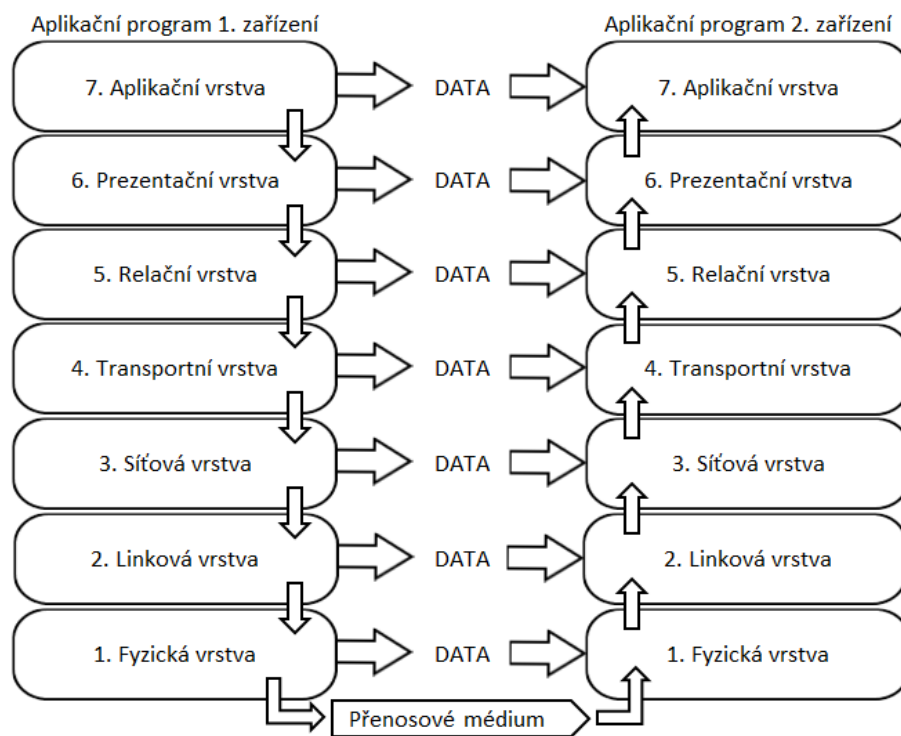 Aplikační program 1. zařízení
Aplikační program 2. zařízení
7. Aplikační vrstva
DATA
7. Aplikační vrstva
6. Prezentační vrstva
DATA
6. Prezentační vrstva
5. Relační vrstva
DATA
5. Relační vrstva
4. Transportní vrstva
DATA
4. Transportní vrstva
3. Síťová vrstva
DATA
3. Síťová vrstva
2. Linková vrstva
DATA
2. Linková vrstva
1. Fyzická vrstva
DATA
1. Fyzická vrstva
Přenosové médium